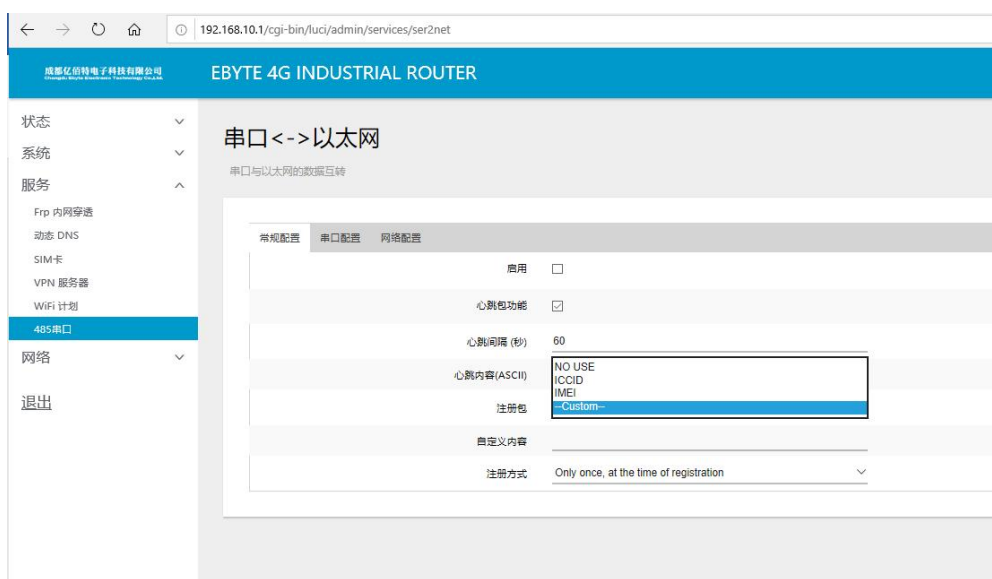 192.168.10.1/cgi-bin/luci/admin/services/ser2net
成都亿佰特电子科技有限公司
EBYTE 4G INDUSTRIAL ROUTER
状态
系统
服务
Frp 内网穿透
动态 DNS
SIM卡
VPN 服务器
WiFi 计划
485串口
网络
退出
串口<->以太网
串口与以太网的数据互转
常规配置 串口配置 网络配置
启用
心跳包功能
心跳间隔 (秒) 60
心跳内容(ASCII)
NO USE
ICCID
IMEI
--Custom--
注册包
自定义内容
注册方式 Only once, at the time of registration